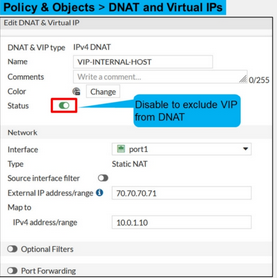 Policy & Objects > DNAT and Virtual IPs
Edit DNAT & Virtual IP
DNAT & VIP type IPv4 DNAT
Name VIP-INTERNAL-HOST
Comments Write a comment... 0/255
Color Change
Status
Disable to exclude VIP
from DNAT
Network
Interface port1
Type Static NAT
Source interface filter
External IP address/range 70.70.70.71
Map to
IPv4 address/range 10.0.1.10
Optional Filters
Port Forwarding